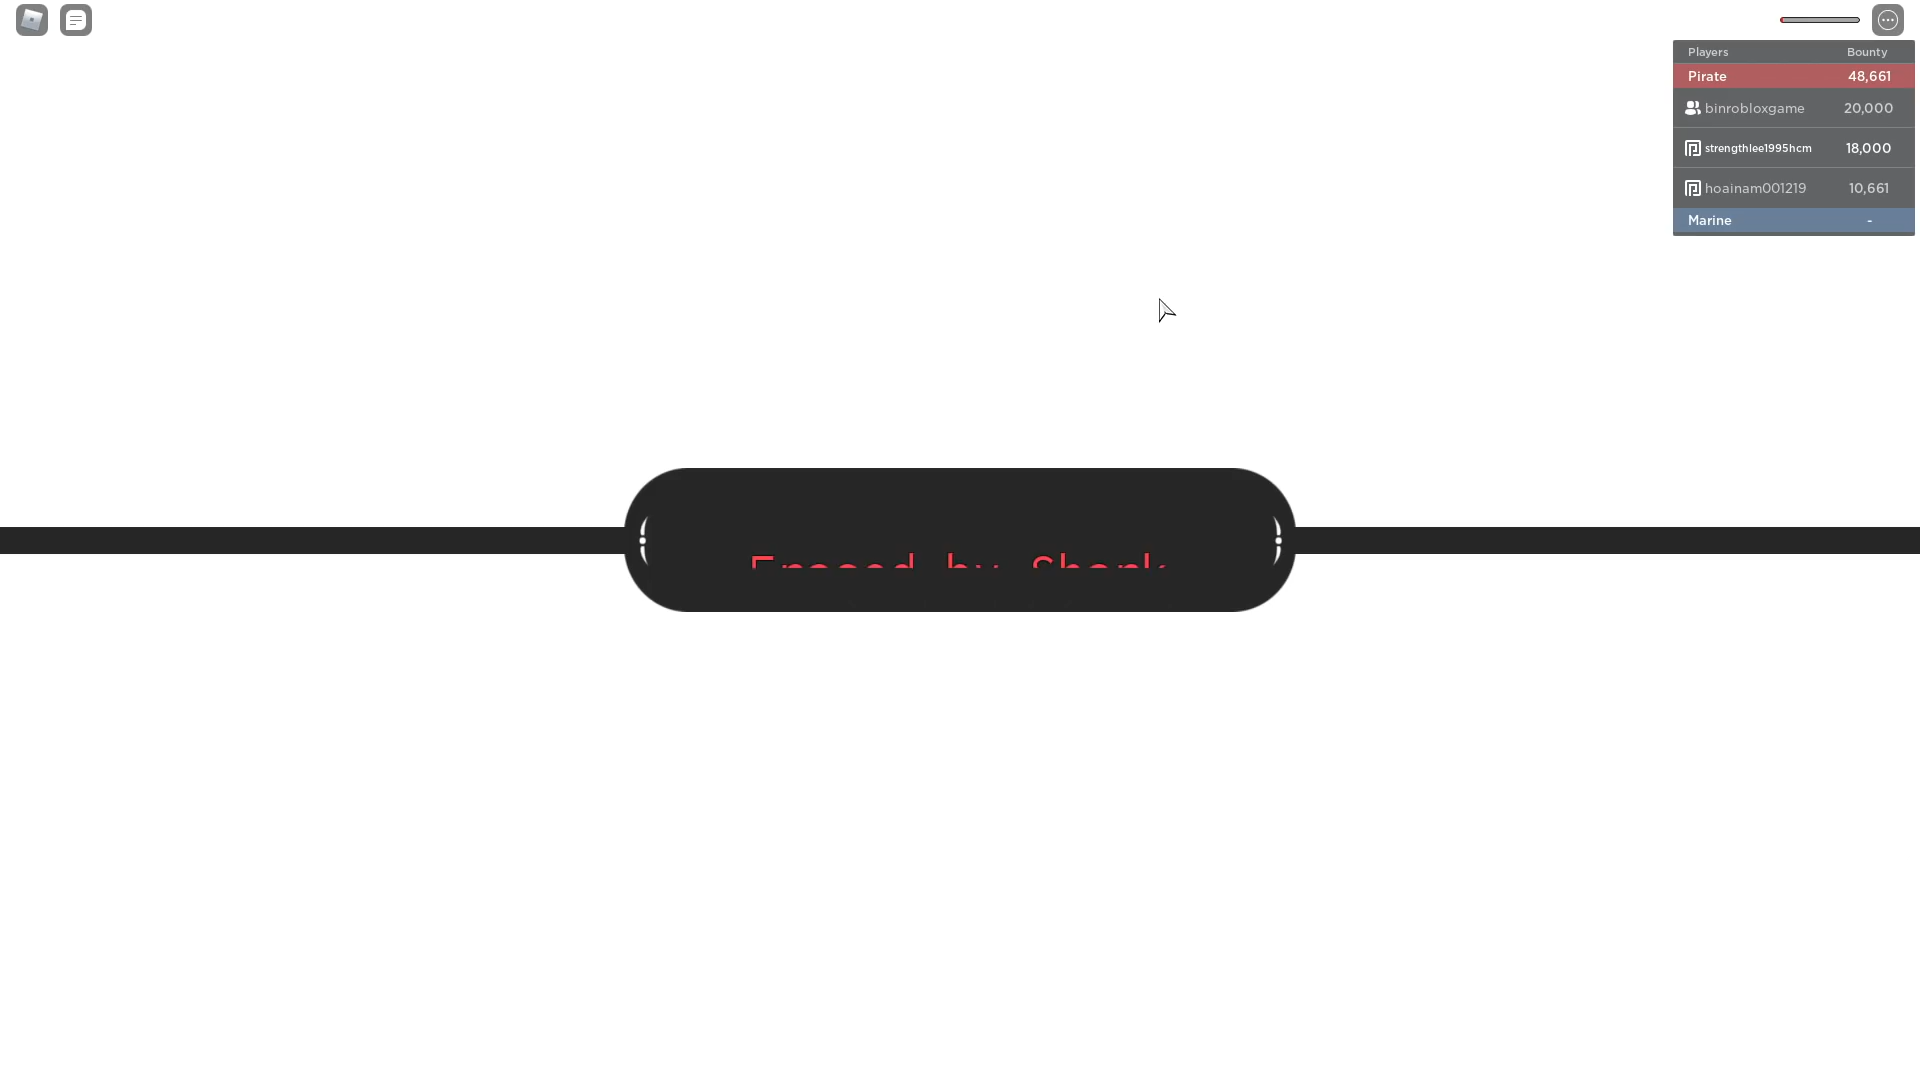 Players Bounty
Pirate 48,661
binrobloxgame 20,000
strengthlee1995hcm 18,000
hoainam001219 10,661
Marine -